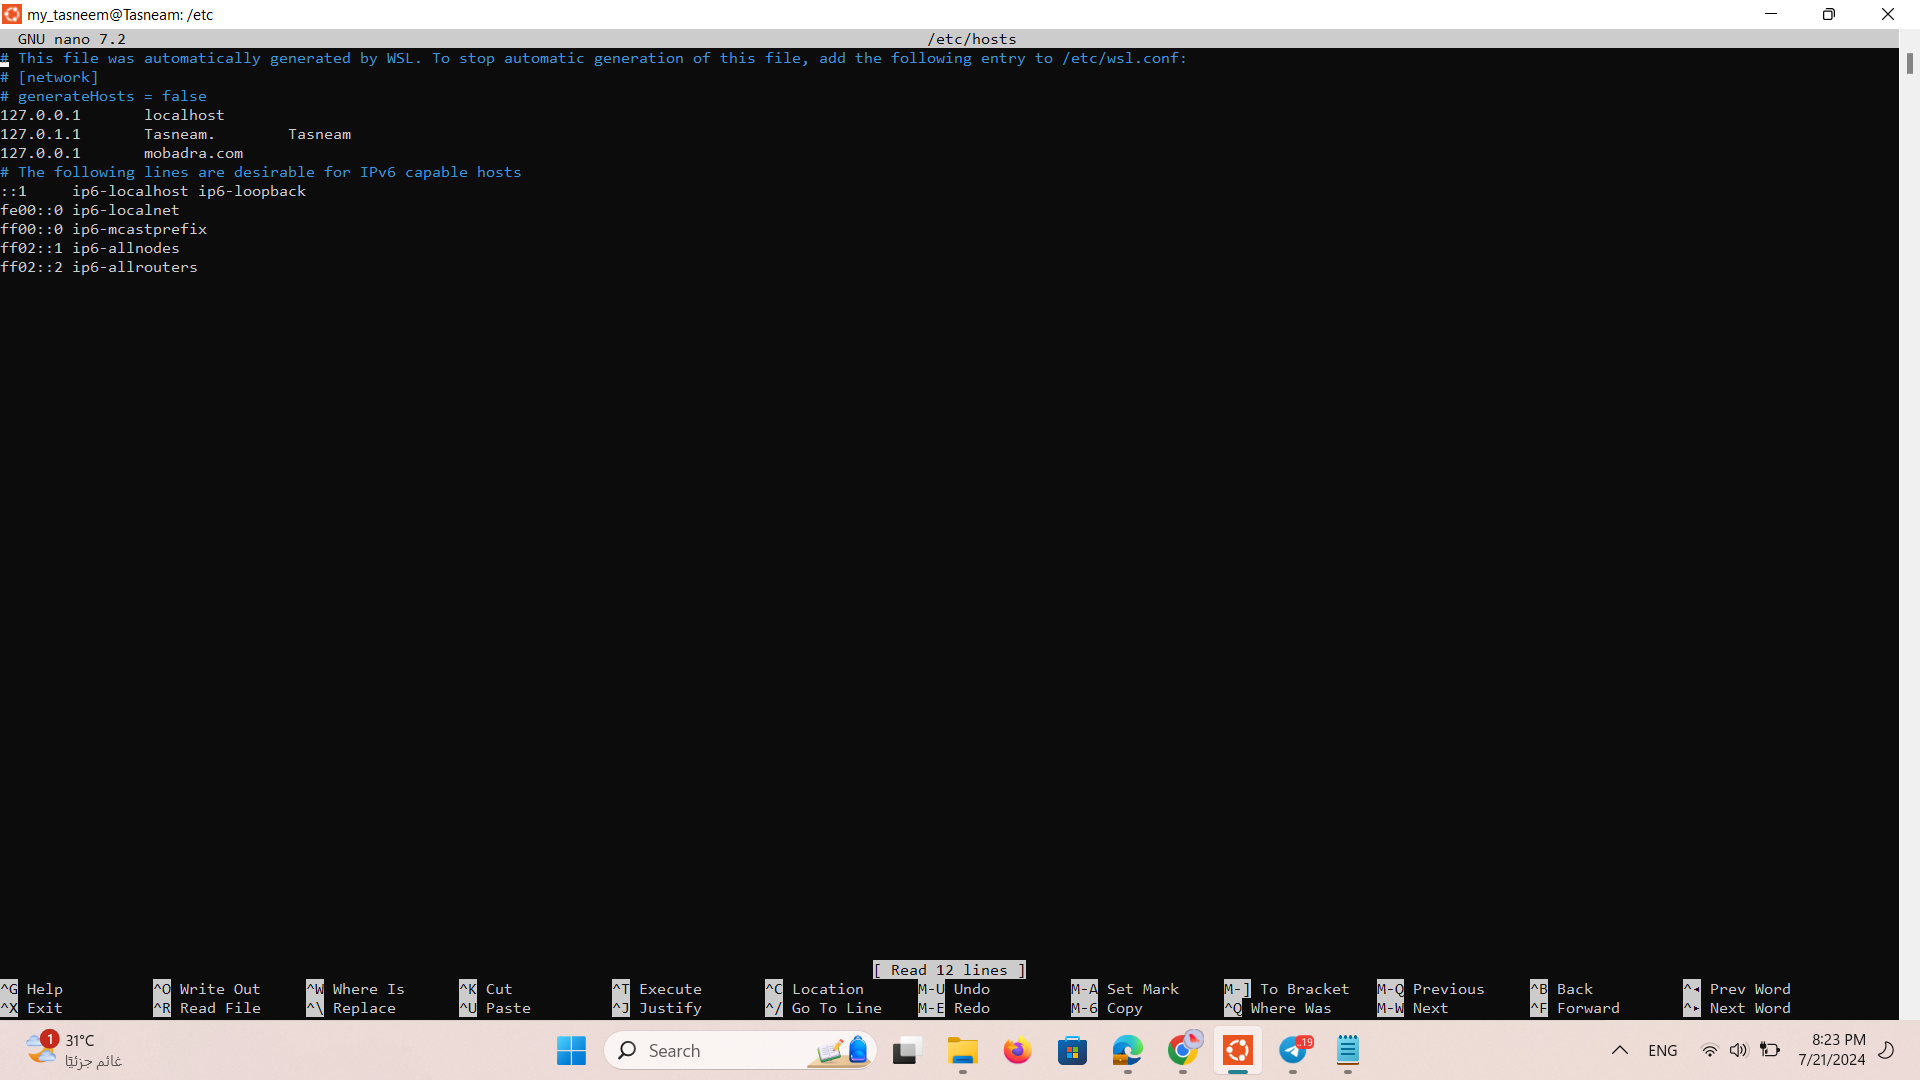 my_tasneem@Tasneam: /etc
GNU nano 7.2 /etc/hosts
# This file was automatically generated by WSL. To stop automatic generation of this file, add the following entry to /etc/wsl.conf:
# [network]
# generateHosts = false
127.0.0.1 localhost
127.0.1.1 Tasneam. Tasneam
127.0.0.1 mobadra.com
# The following lines are desirable for IPv6 capable hosts
::1 ip6-localhost ip6-loopback
fe00::0 ip6-localnet
ff00::0 ip6-mcastprefix
ff02::1 ip6-allnodes
ff02::2 ip6-allrouters
[ Read 12 lines ]
^G Help ^O Write Out ^W Where Is ^K Cut ^T Execute ^C Location M-U Undo M-A Set Mark M-] To Bracket M-Q Previous ^B Back ^◂ Prev Word
^X Exit ^R Read File ^\ Replace ^U Paste ^J Justify ^/ Go To Line M-E Redo M-6 Copy ^Q Where Was M-W Next ^F Forward ^▸ Next Word
1 31°C
غائم جزئيًا
Search
..19
ENG
8:23 PM
7/21/2024